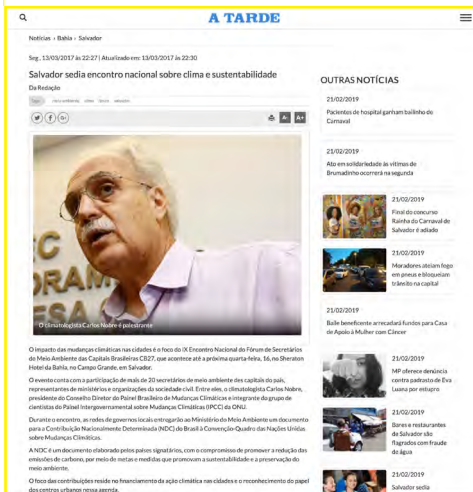 A TARDE
Notícias › Bahia › Salvador
Seg , 13/03/2017 às 22:27 | Atualizado em: 13/03/2017 às 22:30
Salvador sedia encontro nacional sobre clima e sustentabilidade
Da Redação
A- A+
O climatologista Carlos Nobre é palestrante
O impacto das mudanças climáticas nas cidades é o foco do IX Encontro Nacional do Fórum de Secretários
de Meio Ambiente das Capitais Brasileiras CB27, que acontece até a próxima quarta-feira, 16, no Sheraton
Hotel da Bahia, no Campo Grande, em Salvador.
O evento conta com a participação de mais de 20 secretários de meio ambiente das capitais do país,
representantes de ministérios e organizações da sociedade civil. Entre eles, o climatologista Carlos Nobre,
presidente do Conselho Diretor do Painel Brasileiro de Mudanças Climáticas e integrante do grupo de
cientistas do Painel Intergovernamental sobre Mudanças Climáticas (IPCC) da ONU.
Durante o encontro, as redes de governos locais entregarão ao Ministério do Meio Ambiente um documento
para a Contribuição Nacionalmente Determinada (NDC) do Brasil à Convenção-Quadro das Nações Unidas
sobre Mudanças Climáticas.
A NDC é um documento elaborado pelos países signatários, com o compromisso de promover a redução das
emissões de carbono, por meio de metas e medidas que promovam a sustentabilidade e a preservação do
meio ambiente.
O foco das contribuições reside no financiamento da ação climática nas cidades e o reconhecimento do papel
dos centros urbanos nessa agenda.
OUTRAS NOTÍCIAS
21/02/2019
Pacientes de hospital ganham bailinho de
Carnaval
21/02/2019
Ato em solidariedade às vítimas de
Brumadinho ocorrerá na segunda
21/02/2019
Final do concurso
Rainha do Carnaval de
Salvador é adiado
21/02/2019
Moradores ateiam fogo
em pneus e bloqueiam
trânsito na capital
21/02/2019
Baile beneficente arrecadará fundos para Casa
de Apoio à Mulher com Câncer
21/02/2019
MP oferece denúncia
contra padrasto de Eva
Luana por estupro
21/02/2019
Bares e restaurantes
de Salvador são
flagrados com fraude
de água
21/02/2019
Salvador sedia